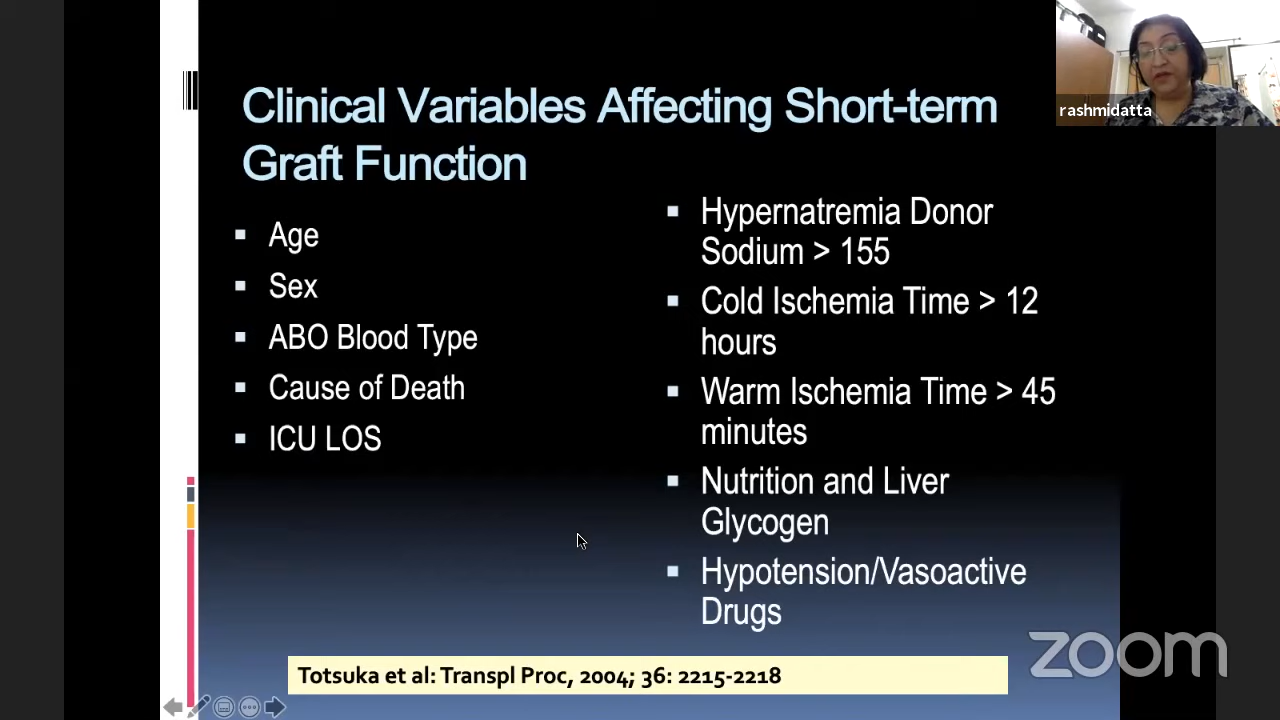 Clinical Variables Affecting Short-term
Graft Function
Age
Sex
ABO Blood Type
Cause of Death
ICU LOS
Hypernatremia Donor
Sodium > 155
Cold Ischemia Time > 12
hours
Warm Ischemia Time > 45
minutes
Nutrition and Liver
Glycogen
Hypotension/Vasoactive
Drugs
Totsuka et al: Transpl Proc, 2004; 36: 2215-2218
rashmidatta
zoom